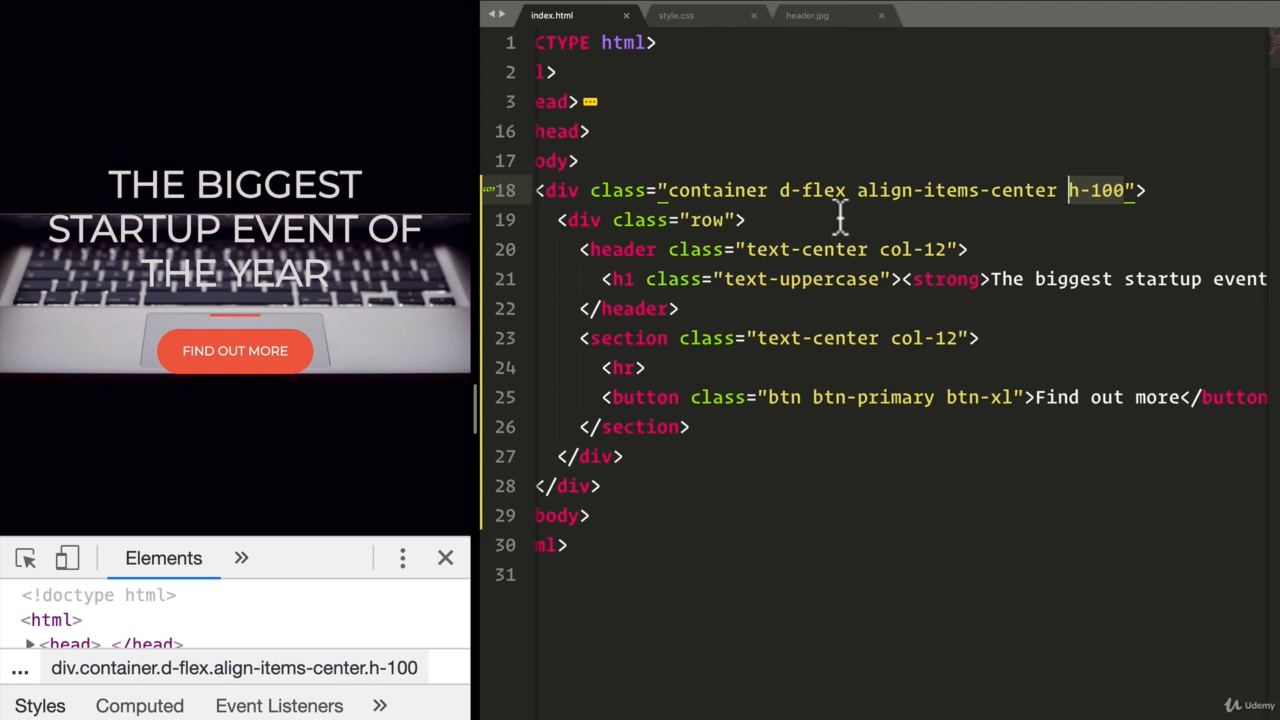 index.html ×
style.css ×
header.jpg ×
THE BIGGEST
STARTUP EVENT OF
THE YEAR
FIND OUT MORE
1 CTYPE html>
2 l>
3 ead>
16 head>
17 ody>
18 <div class="container d-flex align-items-center h-100">
19 <div class="row">
20 <header class="text-center col-12">
21 <h1 class="text-uppercase"><strong>The biggest startup event
22 </header>
23 <section class="text-center col-12">
24 <hr>
25 <button class="btn btn-primary btn-xl">Find out more</button
26 </section>
27 </div>
28 </div>
29 body>
30 ml>
31
Elements »
<!doctype html>
<html>
▶<head> </head>
... div.container.d-flex.align-items-center.h-100
Styles Computed Event Listeners »
Udemy